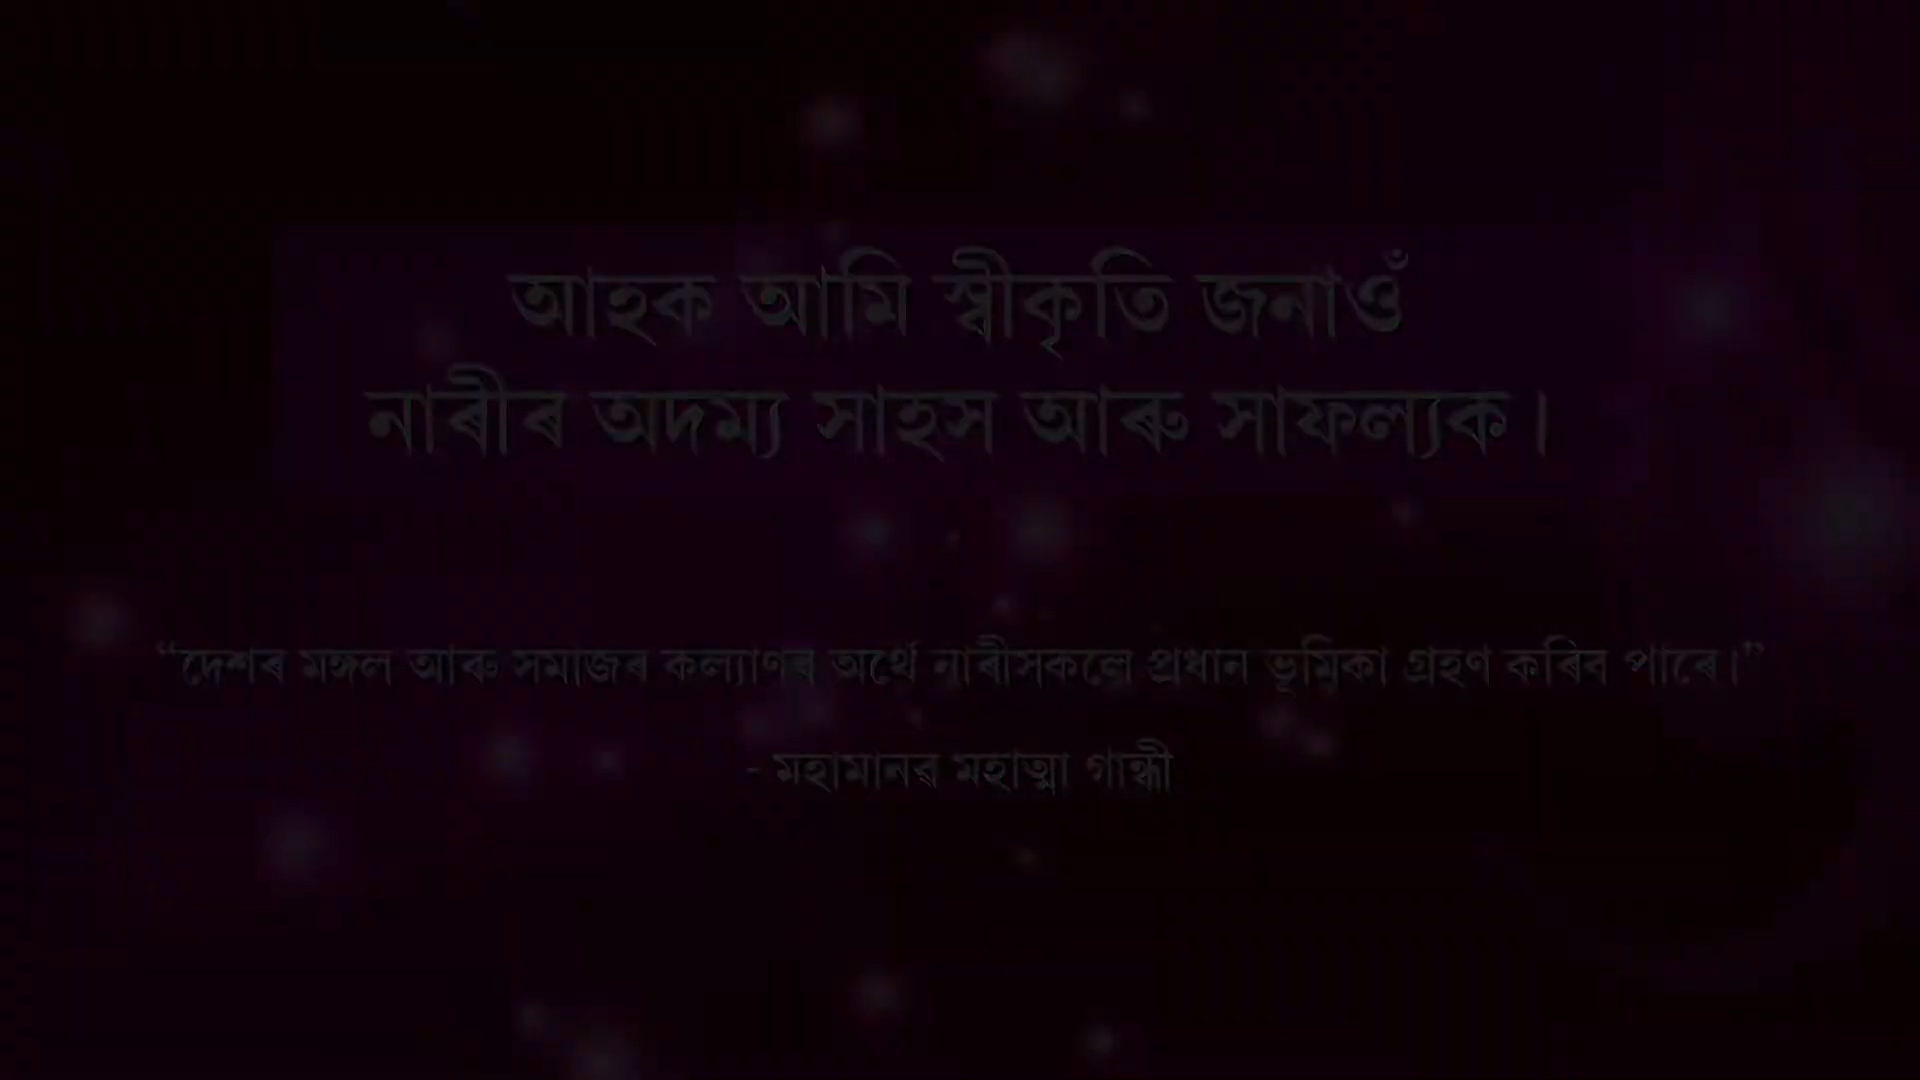 আহক আমি স্বীকৃতি জনাওঁ
নাৰীৰ অদম্য সাহস আৰু সাফল্যক।
“দেশৰ মঙ্গল আৰু সমাজৰ কল্যাণৰ অৰ্থে নাৰীসকলে প্ৰধান ভূমিকা গ্ৰহণ কৰিব পাৰে।”
- মহামানৱ মহাত্মা গান্ধী